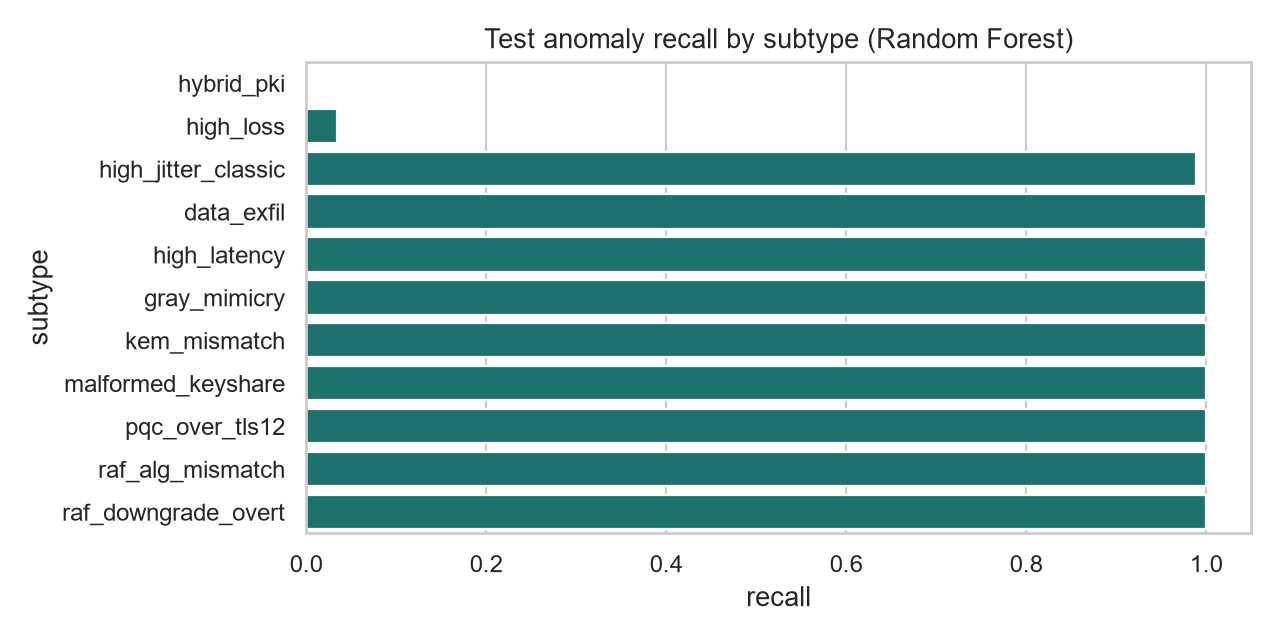 Test anomaly recall by subtype (Random Forest)
hybrid_pki
high_loss
high_jitter_classic
data_exfil
high_latency
gray_mimicry
kem_mismatch
malformed_keyshare
pqc_over_tls12
raf_alg_mismatch
raf_downgrade_overt
subtype
0.0 0.2 0.4 0.6 0.8 1.0
recall